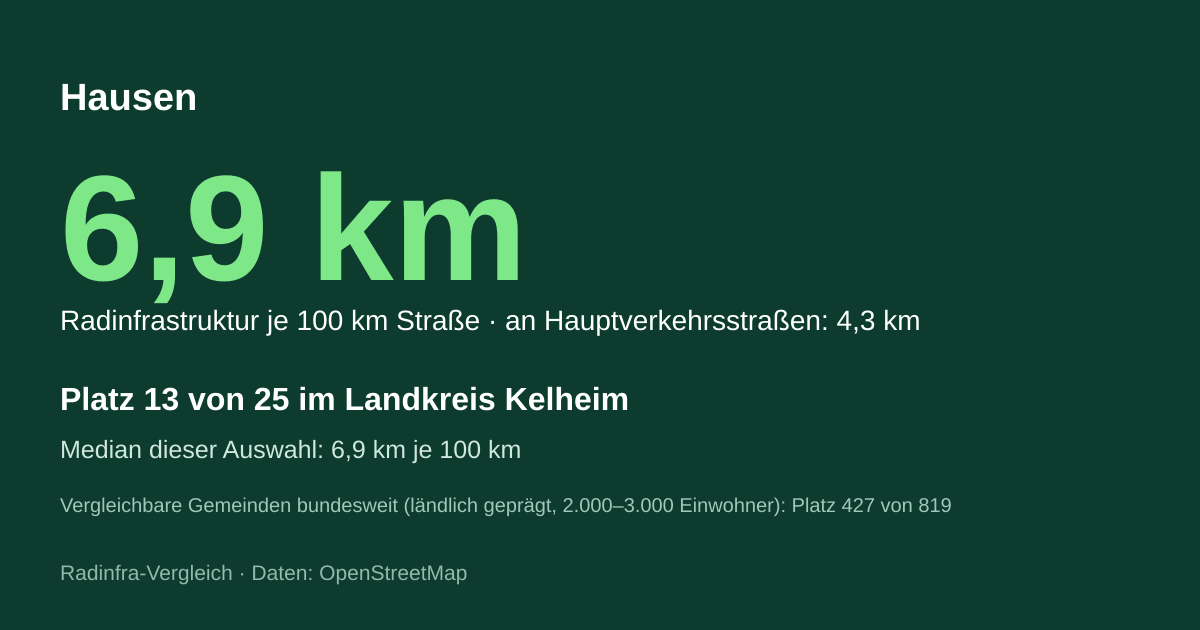 Hausen
6,9 km
Radinfrastruktur je 100 km Straße · an Hauptverkehrsstraßen: 4,3 km
Platz 13 von 25 im Landkreis Kelheim
Median dieser Auswahl: 6,9 km je 100 km
Vergleichbare Gemeinden bundesweit (ländlich geprägt, 2.000–3.000 Einwohner): Platz 427 von 819
Radinfra-Vergleich · Daten: OpenStreetMap